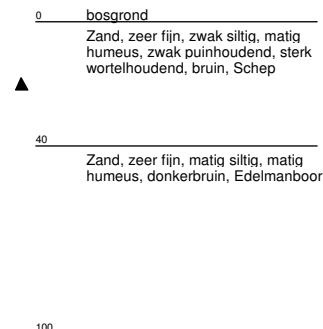 0 bosgrond
Zand, zeer fijn, zwak siltig, matig
humeus, zwak puinhoudend, sterk
wortelhoudend, bruin, Schep
40
Zand, zeer fijn, matig siltig, matig
humeus, donkerbruin, Edelmanboor
100